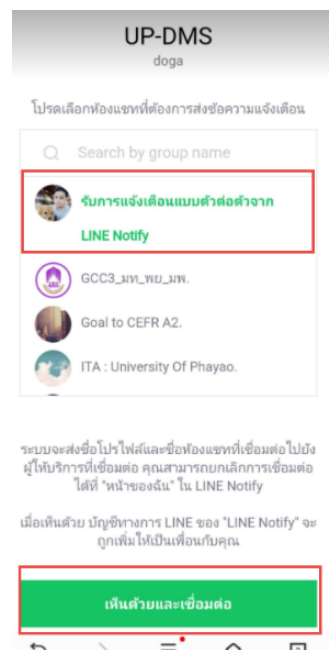 UP-DMS
doga
โปรดเลือกห้องแชทที่ต้องการส่งข้อความแจ้งเตือน
Search by group name
รับการแจ้งเตือนแบบตัวต่อตัวจาก
LINE Notify
GCC3_มท_พย_มพ.
Goal to CEFR A2.
ITA : University Of Phayao.
ระบบจะส่งชื่อโปรไฟล์และชื่อห้องแชทที่เชื่อมต่อไปยัง
ผู้ให้บริการที่เชื่อมต่อ คุณสามารถยกเลิกการเชื่อมต่อ
ได้ที่ "หน้าของฉัน" ใน LINE Notify
เมื่อเห็นด้วย บัญชีทางการ LINE ของ "LINE Notify" จะ
ถูกเพิ่มให้เป็นเพื่อนกับคุณ
เห็นด้วยและเชื่อมต่อ